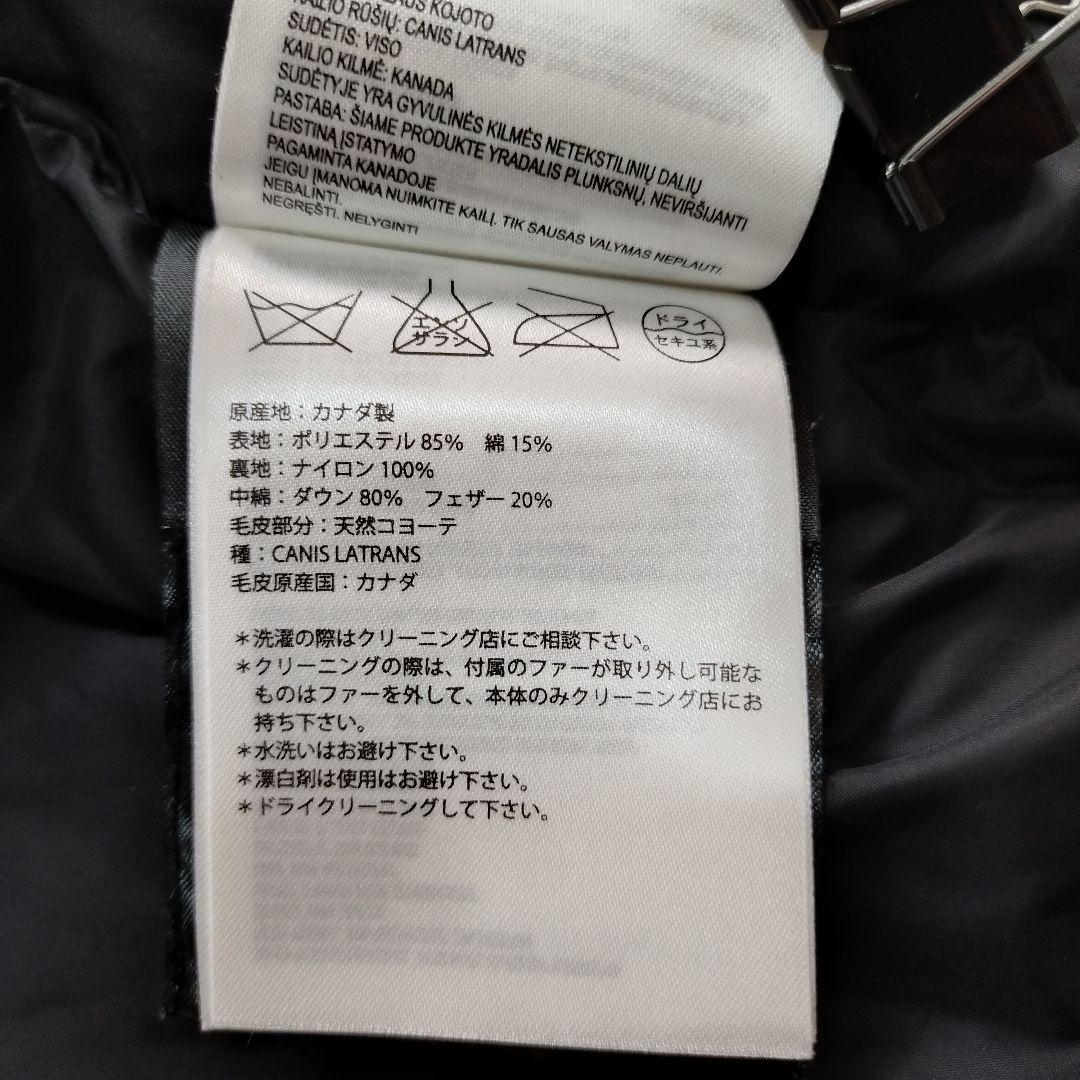 KOJOTO
KAILIO RŪŠIŲ: CANIS LATRANS
SUDĖTIS: VISO
KAILIO KILMĖ: KANADA
SUDĖTYJE YRA GYVULINĖS KILMĖS NETEKSTILINIŲ DALIŲ
PASTABA: ŠIAME PRODUKTE YRADALIS PLUNKSNŲ, NEVIRŠIJANTI
LEISTINĄ ĮSTATYMO
PAGAMINTA KANADOJE
JEIGU ĮMANOMA NUIMKITE KAILĮ. TIK SAUSAS VALYMAS NEPLAUTI.
NEBALINTI.
NEGRĘŠTI. NELYGINTI
エンソ
サラシ
ドライ
セキユ系
原産地：カナダ製
表地：ポリエステル 85% 綿 15%
裏地：ナイロン 100%
中綿：ダウン 80% フェザー 20%
毛皮部分：天然コヨーテ
種：CANIS LATRANS
毛皮原産国：カナダ
＊洗濯の際はクリーニング店にご相談下さい。
＊クリーニングの際は、付属のファーが取り外し可能な
ものはファーを外して、本体のみクリーニング店にお
持ち下さい。
＊水洗いはお避け下さい。
＊漂白剤は使用はお避け下さい。
＊ドライクリーニングして下さい。